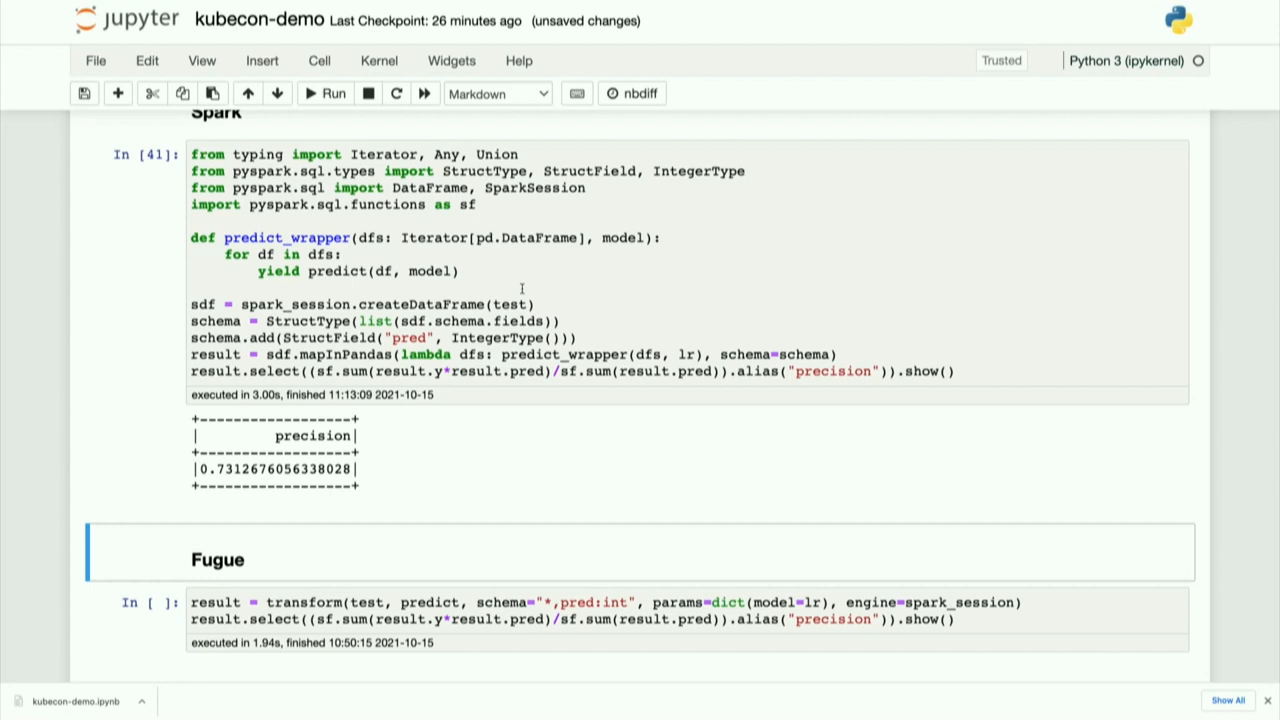 jupyter kubecon-demo Last Checkpoint: 26 minutes ago (unsaved changes)
File Edit View Insert Cell Kernel Widgets Help Trusted Python 3 (ipykernel)
Run Markdown nbdiff
Spark
In [41]: from typing import Iterator, Any, Union
from pyspark.sql.types import StructType, StructField, IntegerType
from pyspark.sql import DataFrame, SparkSession
import pyspark.sql.functions as sf
def predict_wrapper(dfs: Iterator[pd.DataFrame], model):
for df in dfs:
yield predict(df, model)
sdf = spark_session.createDataFrame(test)
schema = StructType(list(sdf.schema.fields))
schema.add(StructField("pred", IntegerType()))
result = sdf.mapInPandas(lambda dfs: predict_wrapper(dfs, lr), schema=schema)
result.select((sf.sum(result.y*result.pred)/sf.sum(result.pred)).alias("precision")).show()
executed in 3.00s, finished 11:13:09 2021-10-15
+------------------+
|         precision|
+------------------+
|0.7312676056338028|
+------------------+
Fugue
In [ ]: result = transform(test, predict, schema="*,pred:int", params=dict(model=lr), engine=spark_session)
result.select((sf.sum(result.y*result.pred)/sf.sum(result.pred)).alias("precision")).show()
executed in 1.94s, finished 10:50:15 2021-10-15
kubecon-demo.ipynb Show All